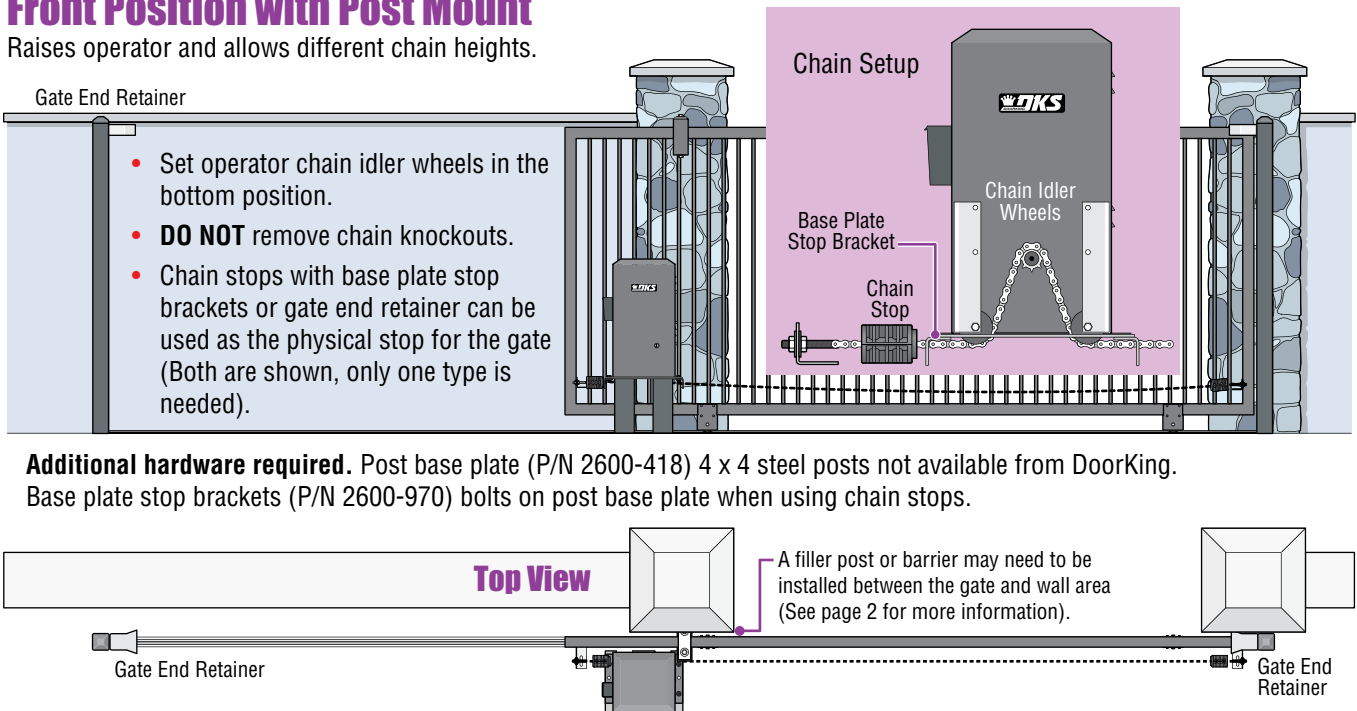 Front Position with Post Mount
Raises operator and allows different chain heights.
Gate End Retainer
• Set operator chain idler wheels in the
bottom position.
• DO NOT remove chain knockouts.
• Chain stops with base plate stop
brackets or gate end retainer can be
used as the physical stop for the gate
(Both are shown, only one type is
needed).
DKS
Chain Setup
DKS
Chain Idler
Wheels
Base Plate
Stop Bracket
Chain
Stop
Additional hardware required. Post base plate (P/N 2600-418) 4 x 4 steel posts not available from DoorKing.
Base plate stop brackets (P/N 2600-970) bolts on post base plate when using chain stops.
Top View
A filler post or barrier may need to be
installed between the gate and wall area
(See page 2 for more information).
Gate End Retainer
Gate End
Retainer